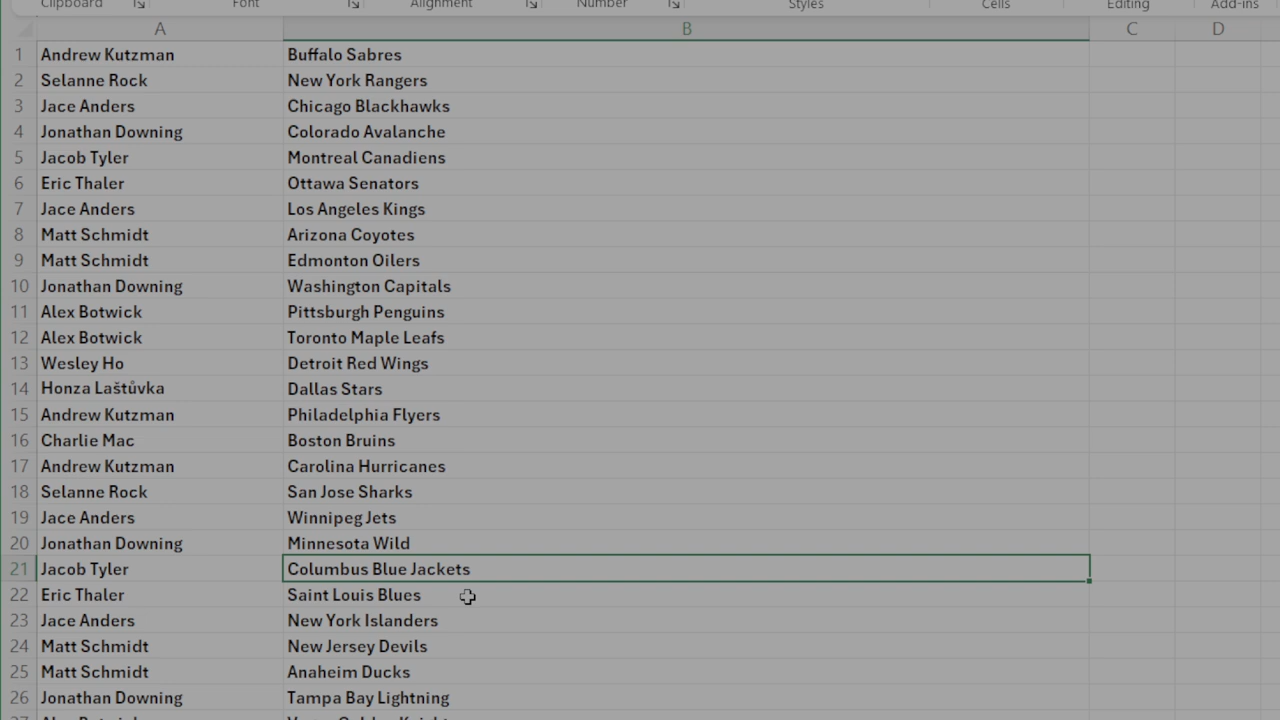 Clipboard Font Alignment Number Styles Cells Editing Add-ins
A B C D
1 Andrew Kutzman Buffalo Sabres
2 Selanne Rock New York Rangers
3 Jace Anders Chicago Blackhawks
4 Jonathan Downing Colorado Avalanche
5 Jacob Tyler Montreal Canadiens
6 Eric Thaler Ottawa Senators
7 Jace Anders Los Angeles Kings
8 Matt Schmidt Arizona Coyotes
9 Matt Schmidt Edmonton Oilers
10 Jonathan Downing Washington Capitals
11 Alex Botwick Pittsburgh Penguins
12 Alex Botwick Toronto Maple Leafs
13 Wesley Ho Detroit Red Wings
14 Honza Laštůvka Dallas Stars
15 Andrew Kutzman Philadelphia Flyers
16 Charlie Mac Boston Bruins
17 Andrew Kutzman Carolina Hurricanes
18 Selanne Rock San Jose Sharks
19 Jace Anders Winnipeg Jets
20 Jonathan Downing Minnesota Wild
21 Jacob Tyler Columbus Blue Jackets
22 Eric Thaler Saint Louis Blues
23 Jace Anders New York Islanders
24 Matt Schmidt New Jersey Devils
25 Matt Schmidt Anaheim Ducks
26 Jonathan Downing Tampa Bay Lightning